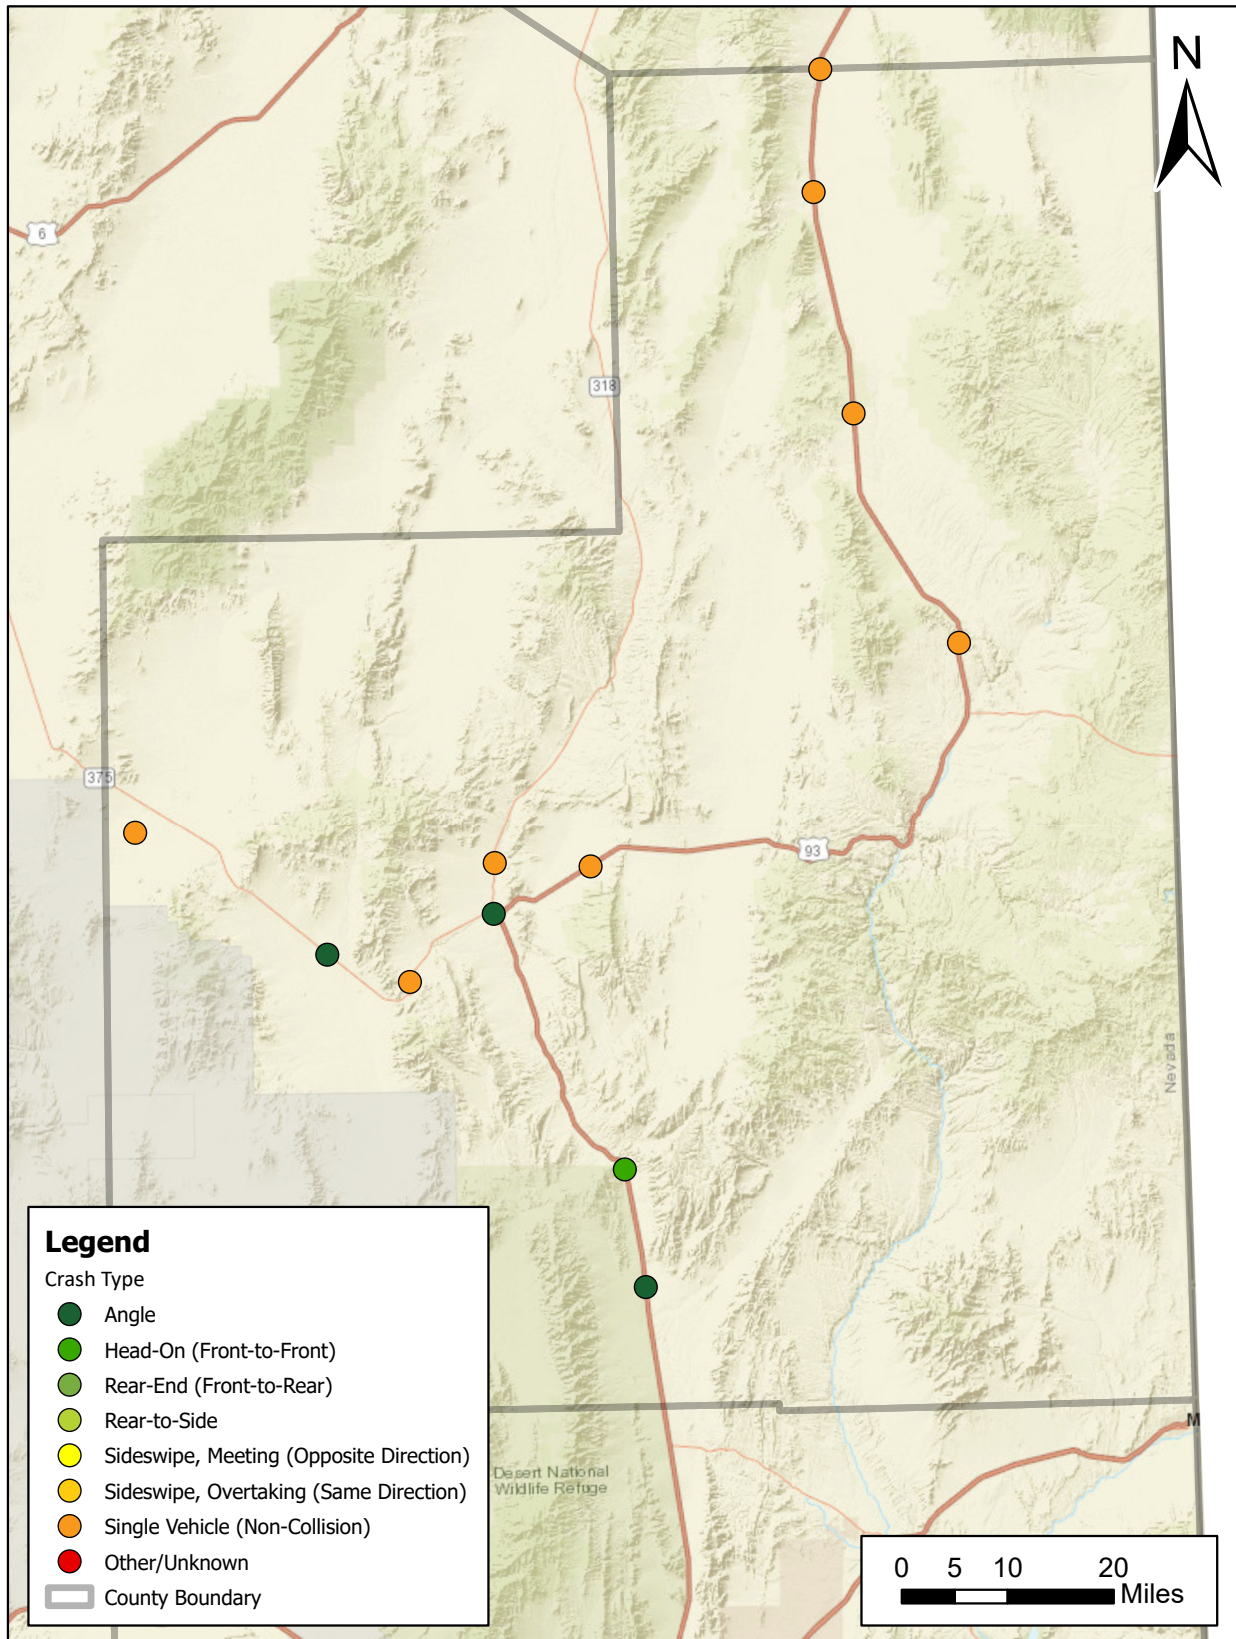 N
6
318
375
93
Nevada
Legend
Crash Type
Angle
Head-On (Front-to-Front)
Rear-End (Front-to-Rear)
Rear-to-Side
Sideswipe, Meeting (Opposite Direction)
Sideswipe, Overtaking (Same Direction)
Single Vehicle (Non-Collision)
Other/Unknown
County Boundary
M
Desert National
Wildlife Refuge
0 5 10 20
Miles